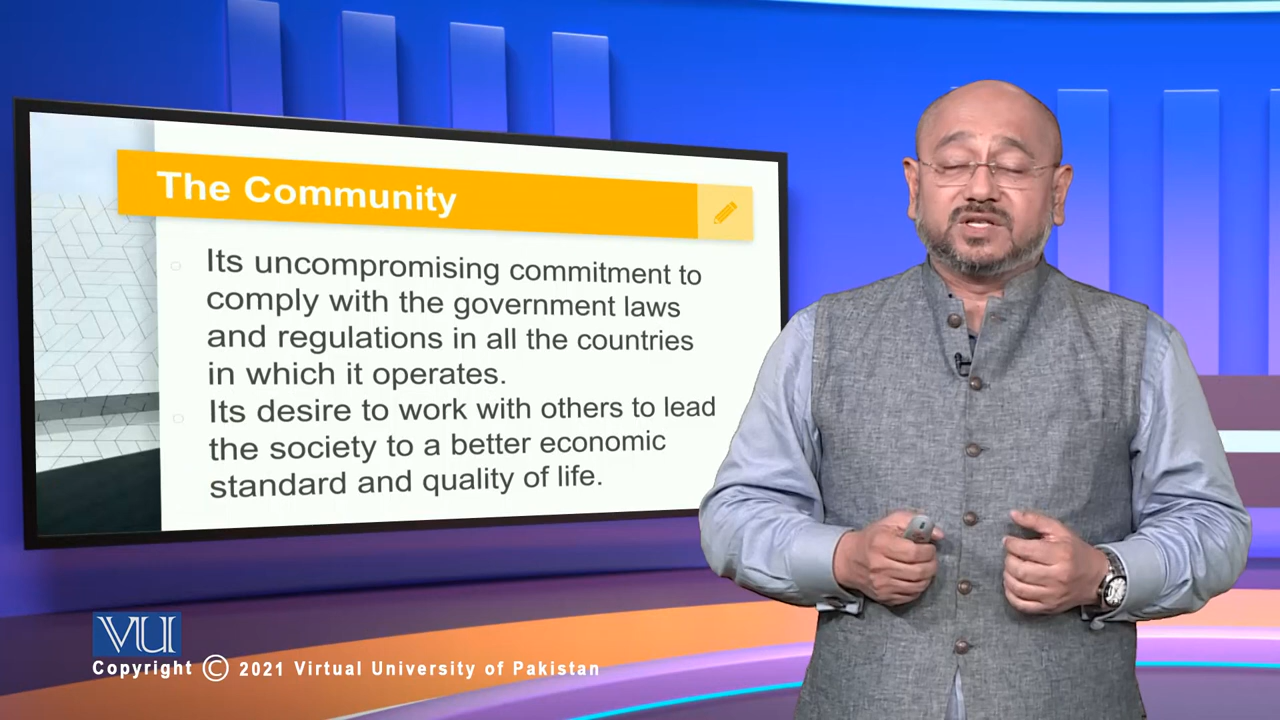 The Community
Its uncompromising commitment to
comply with the government laws
and regulations in all the countries
in which it operates.
Its desire to work with others to lead
the society to a better economic
standard and quality of life.
VU
Copyright © 2021 Virtual University of Pakistan